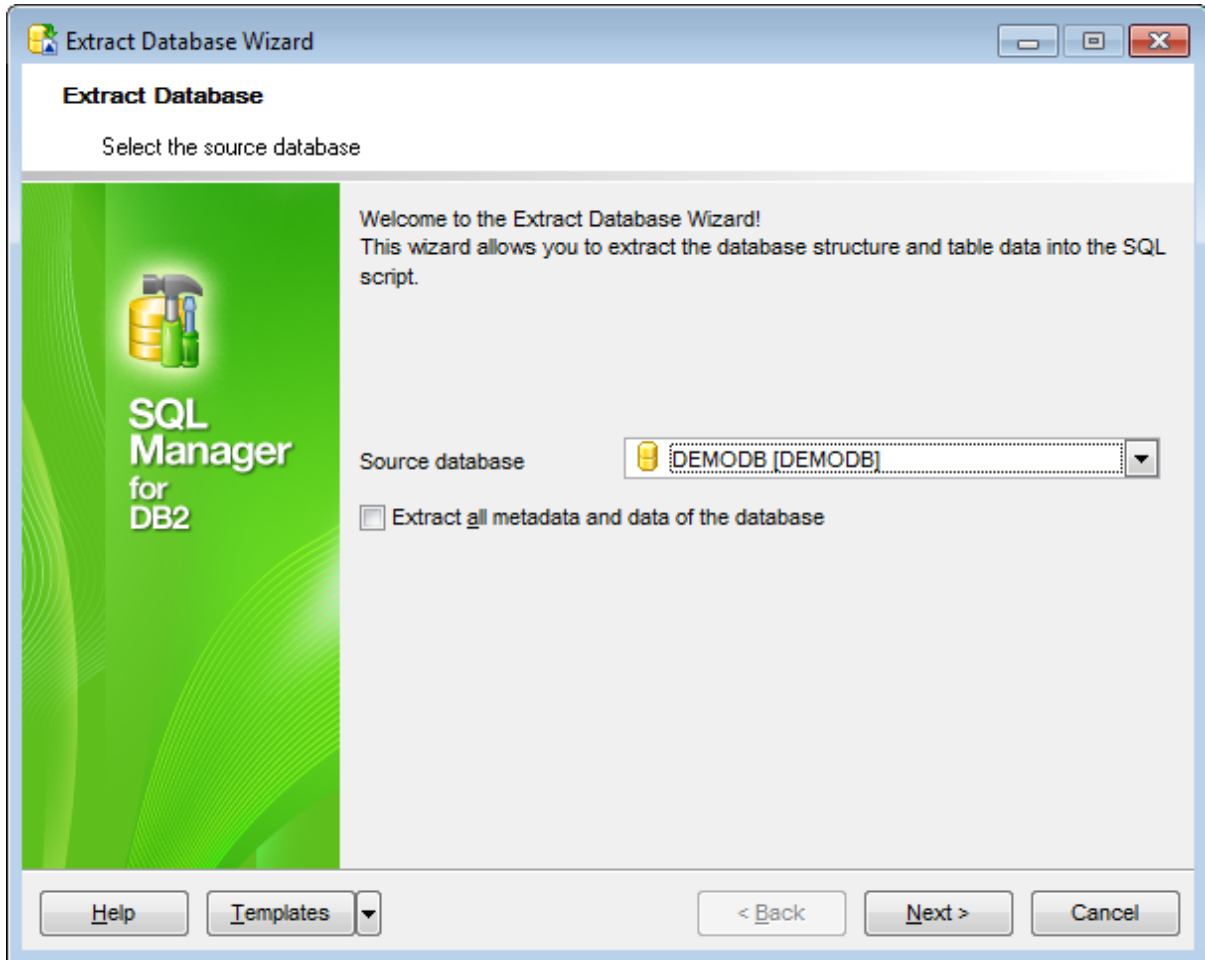 Extract Database Wizard
Extract Database
Select the source database
Welcome to the Extract Database Wizard!
This wizard allows you to extract the database structure and table data into the SQL
script.
SQL
Manager
for
DB2
Source database
DEMODB [DEMODB]
Extract all metadata and data of the database
Help
Templates
< Back
Next >
Cancel